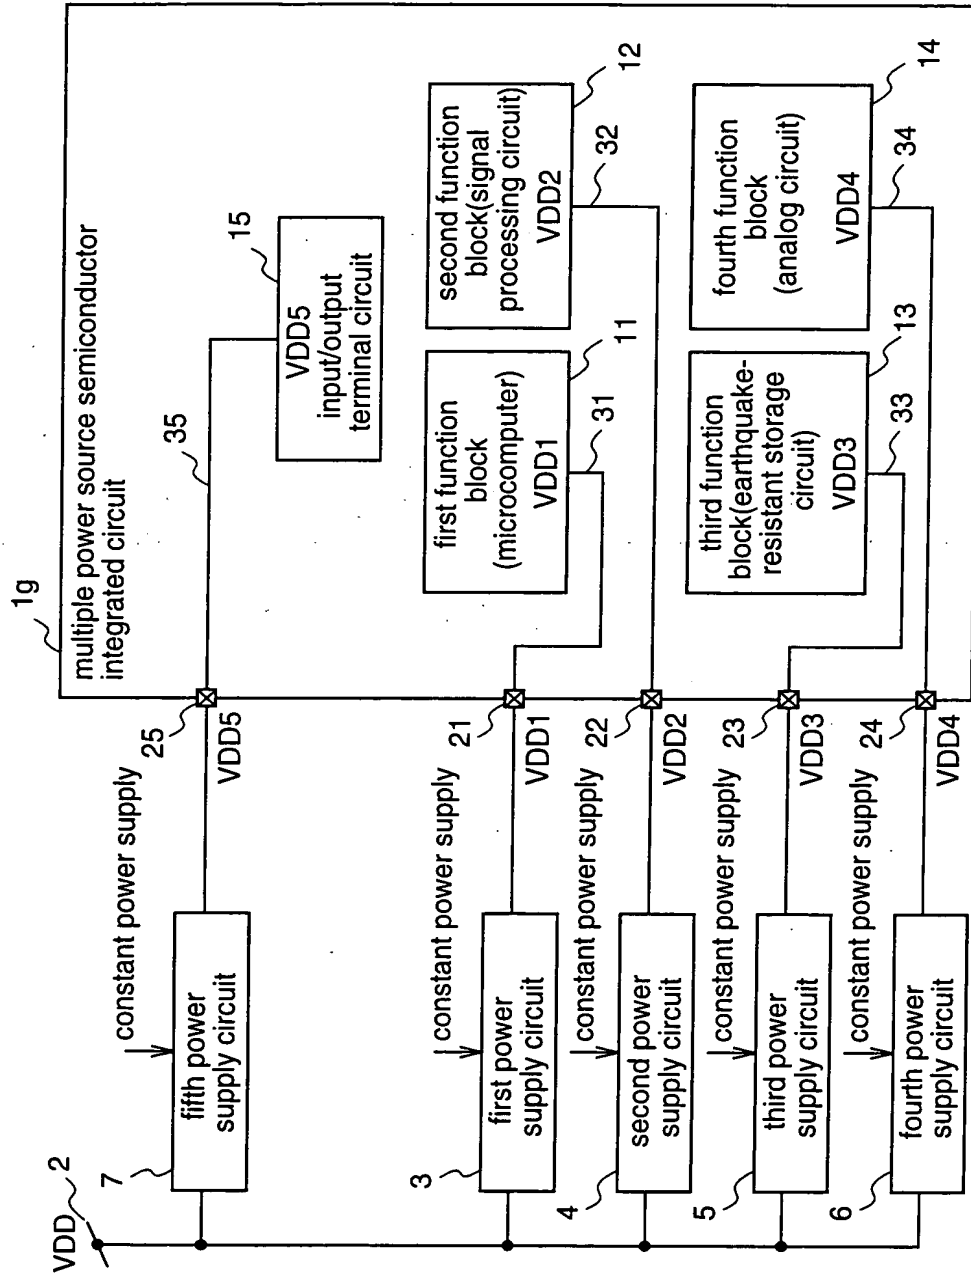 1g
multiple power source semiconductor
integrated circuit
VDD
2
7
fifth power
supply circuit
constant power supply
25
VDD5
35
15
VDD5
input/output
terminal circuit
3
first power
supply circuit
constant power supply
21
VDD1
first function
block
(microcomputer)
VDD1
11
31
second function
block(signal
processing circuit)
VDD2
12
32
4
second power
supply circuit
constant power supply
22
VDD2
5
third power
supply circuit
constant power supply
23
VDD3
third function
block(earthquake-
resistant storage
circuit)
VDD3
13
33
fourth function
block
(analog circuit)
VDD4
14
34
6
fourth power
supply circuit
constant power supply
24
VDD4